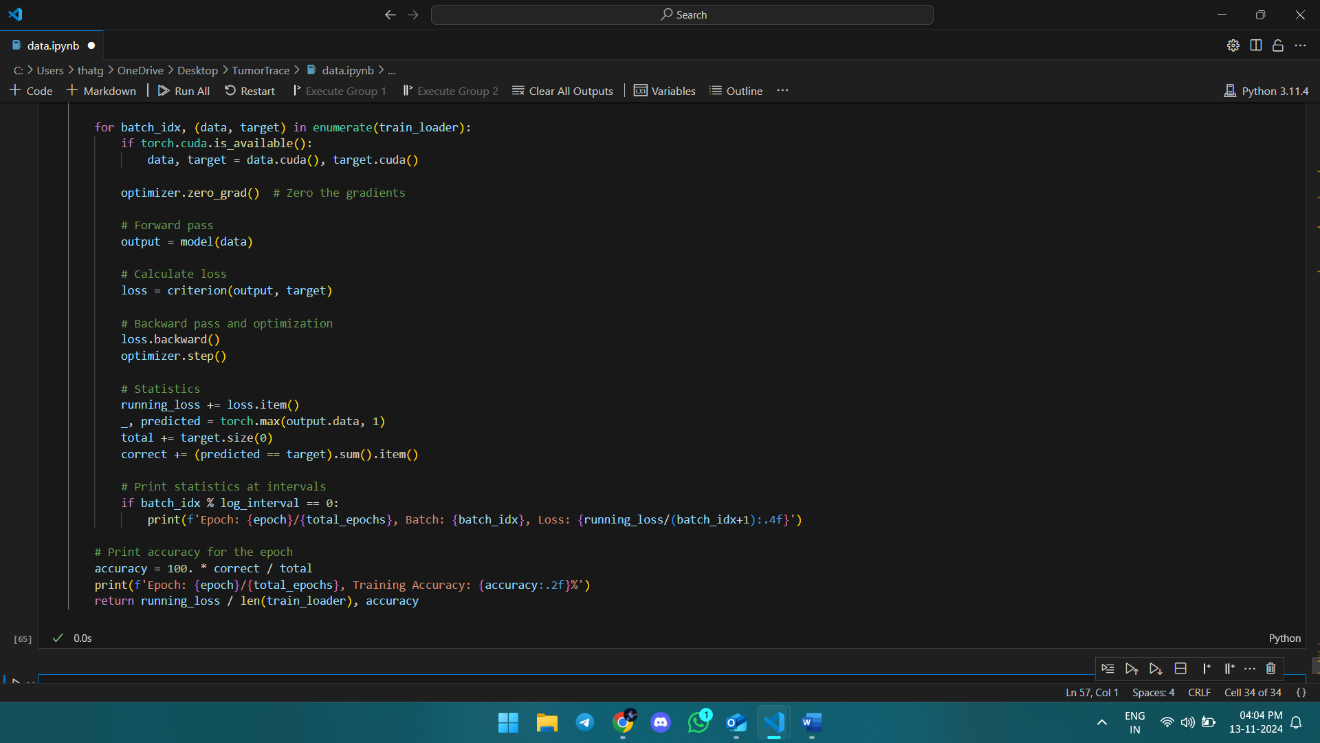 Search
data.ipynb
C: > Users > thatg > OneDrive > Desktop > TumorTrace > data.ipynb > ...
+ Code + Markdown | Run All Restart Execute Group 1 Execute Group 2 Clear All Outputs | Variables Outline ... Python 3.11.4
for batch_idx, (data, target) in enumerate(train_loader):
if torch.cuda.is_available():
data, target = data.cuda(), target.cuda()
optimizer.zero_grad()  # Zero the gradients
# Forward pass
output = model(data)
# Calculate loss
loss = criterion(output, target)
# Backward pass and optimization
loss.backward()
optimizer.step()
# Statistics
running_loss += loss.item()
_, predicted = torch.max(output.data, 1)
total += target.size(0)
correct += (predicted == target).sum().item()
# Print statistics at intervals
if batch_idx % log_interval == 0:
print(f'Epoch: {epoch}/{total_epochs}, Batch: {batch_idx}, Loss: {running_loss/(batch_idx+1):.4f}')
# Print accuracy for the epoch
accuracy = 100. * correct / total
print(f'Epoch: {epoch}/{total_epochs}, Training Accuracy: {accuracy:.2f}%')
return running_loss / len(train_loader), accuracy
[65] 0.0s Python
Ln 57, Col 1 Spaces: 4 CRLF Cell 34 of 34 {}
1
ENG 04:04 PM
IN 13-11-2024